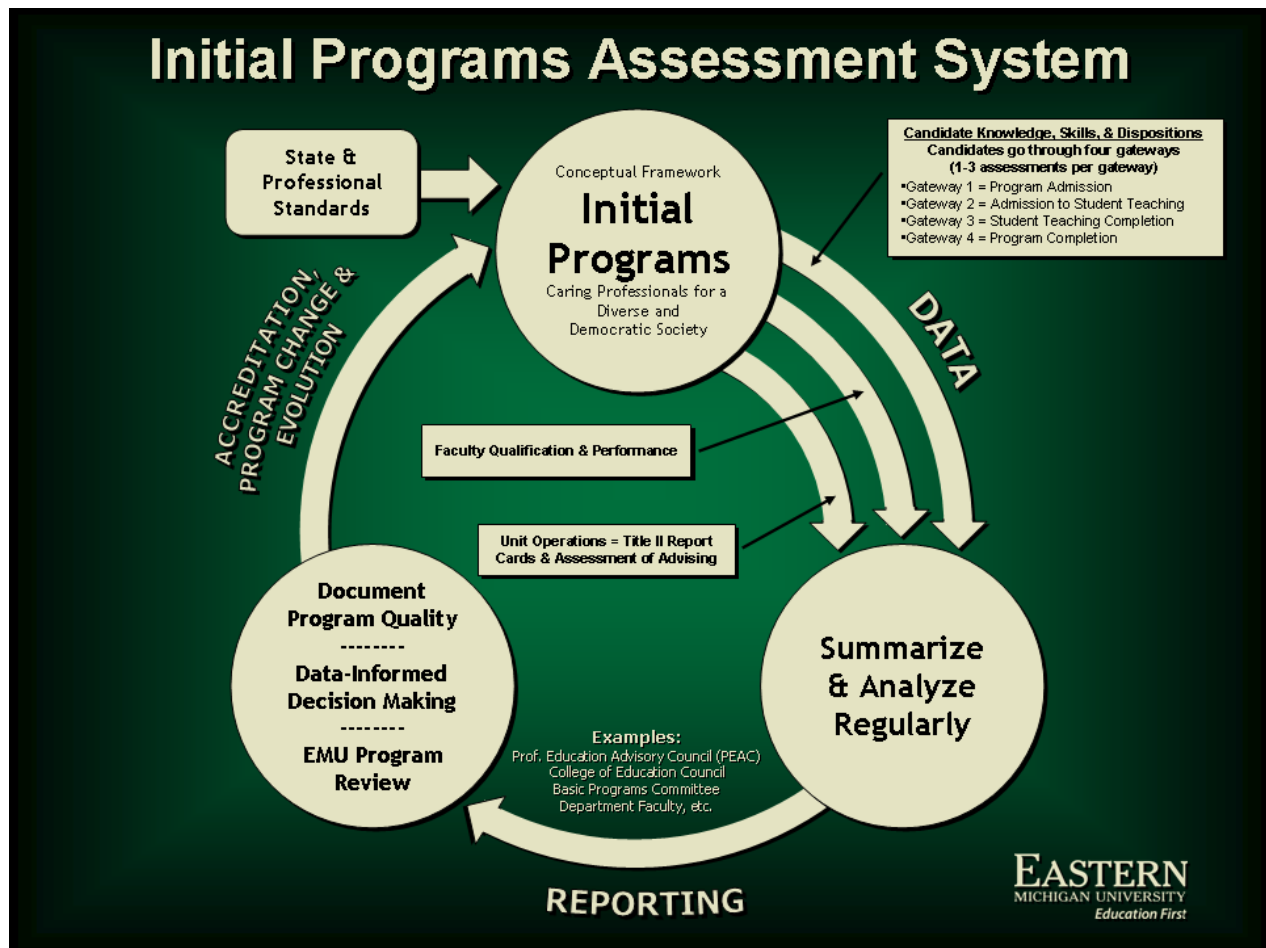 Initial Programs Assessment System
State &
Professional
Standards
Conceptual Framework
Initial
Programs
Caring Professionals for a
Diverse and
Democratic Society
Candidate Knowledge, Skills, & Dispositions
Candidates go through four gateways
(1-3 assessments per gateway)
▪Gateway 1 = Program Admission
▪Gateway 2 = Admission to Student Teaching
▪Gateway 3 = Student Teaching Completion
▪Gateway 4 = Program Completion
DATA
ACCREDITATION,
PROGRAM CHANGE &
EVOLUTION
Faculty Qualification & Performance
Unit Operations = Title II Report
Cards & Assessment of Advising
Document
Program Quality
--------
Data-Informed
Decision Making
--------
EMU Program
Review
Summarize
& Analyze
Regularly
Examples:
Prof. Education Advisory Council (PEAC)
College of Education Council
Basic Programs Committee
Department Faculty, etc.
REPORTING
EASTERN
MICHIGAN UNIVERSITY
Education First